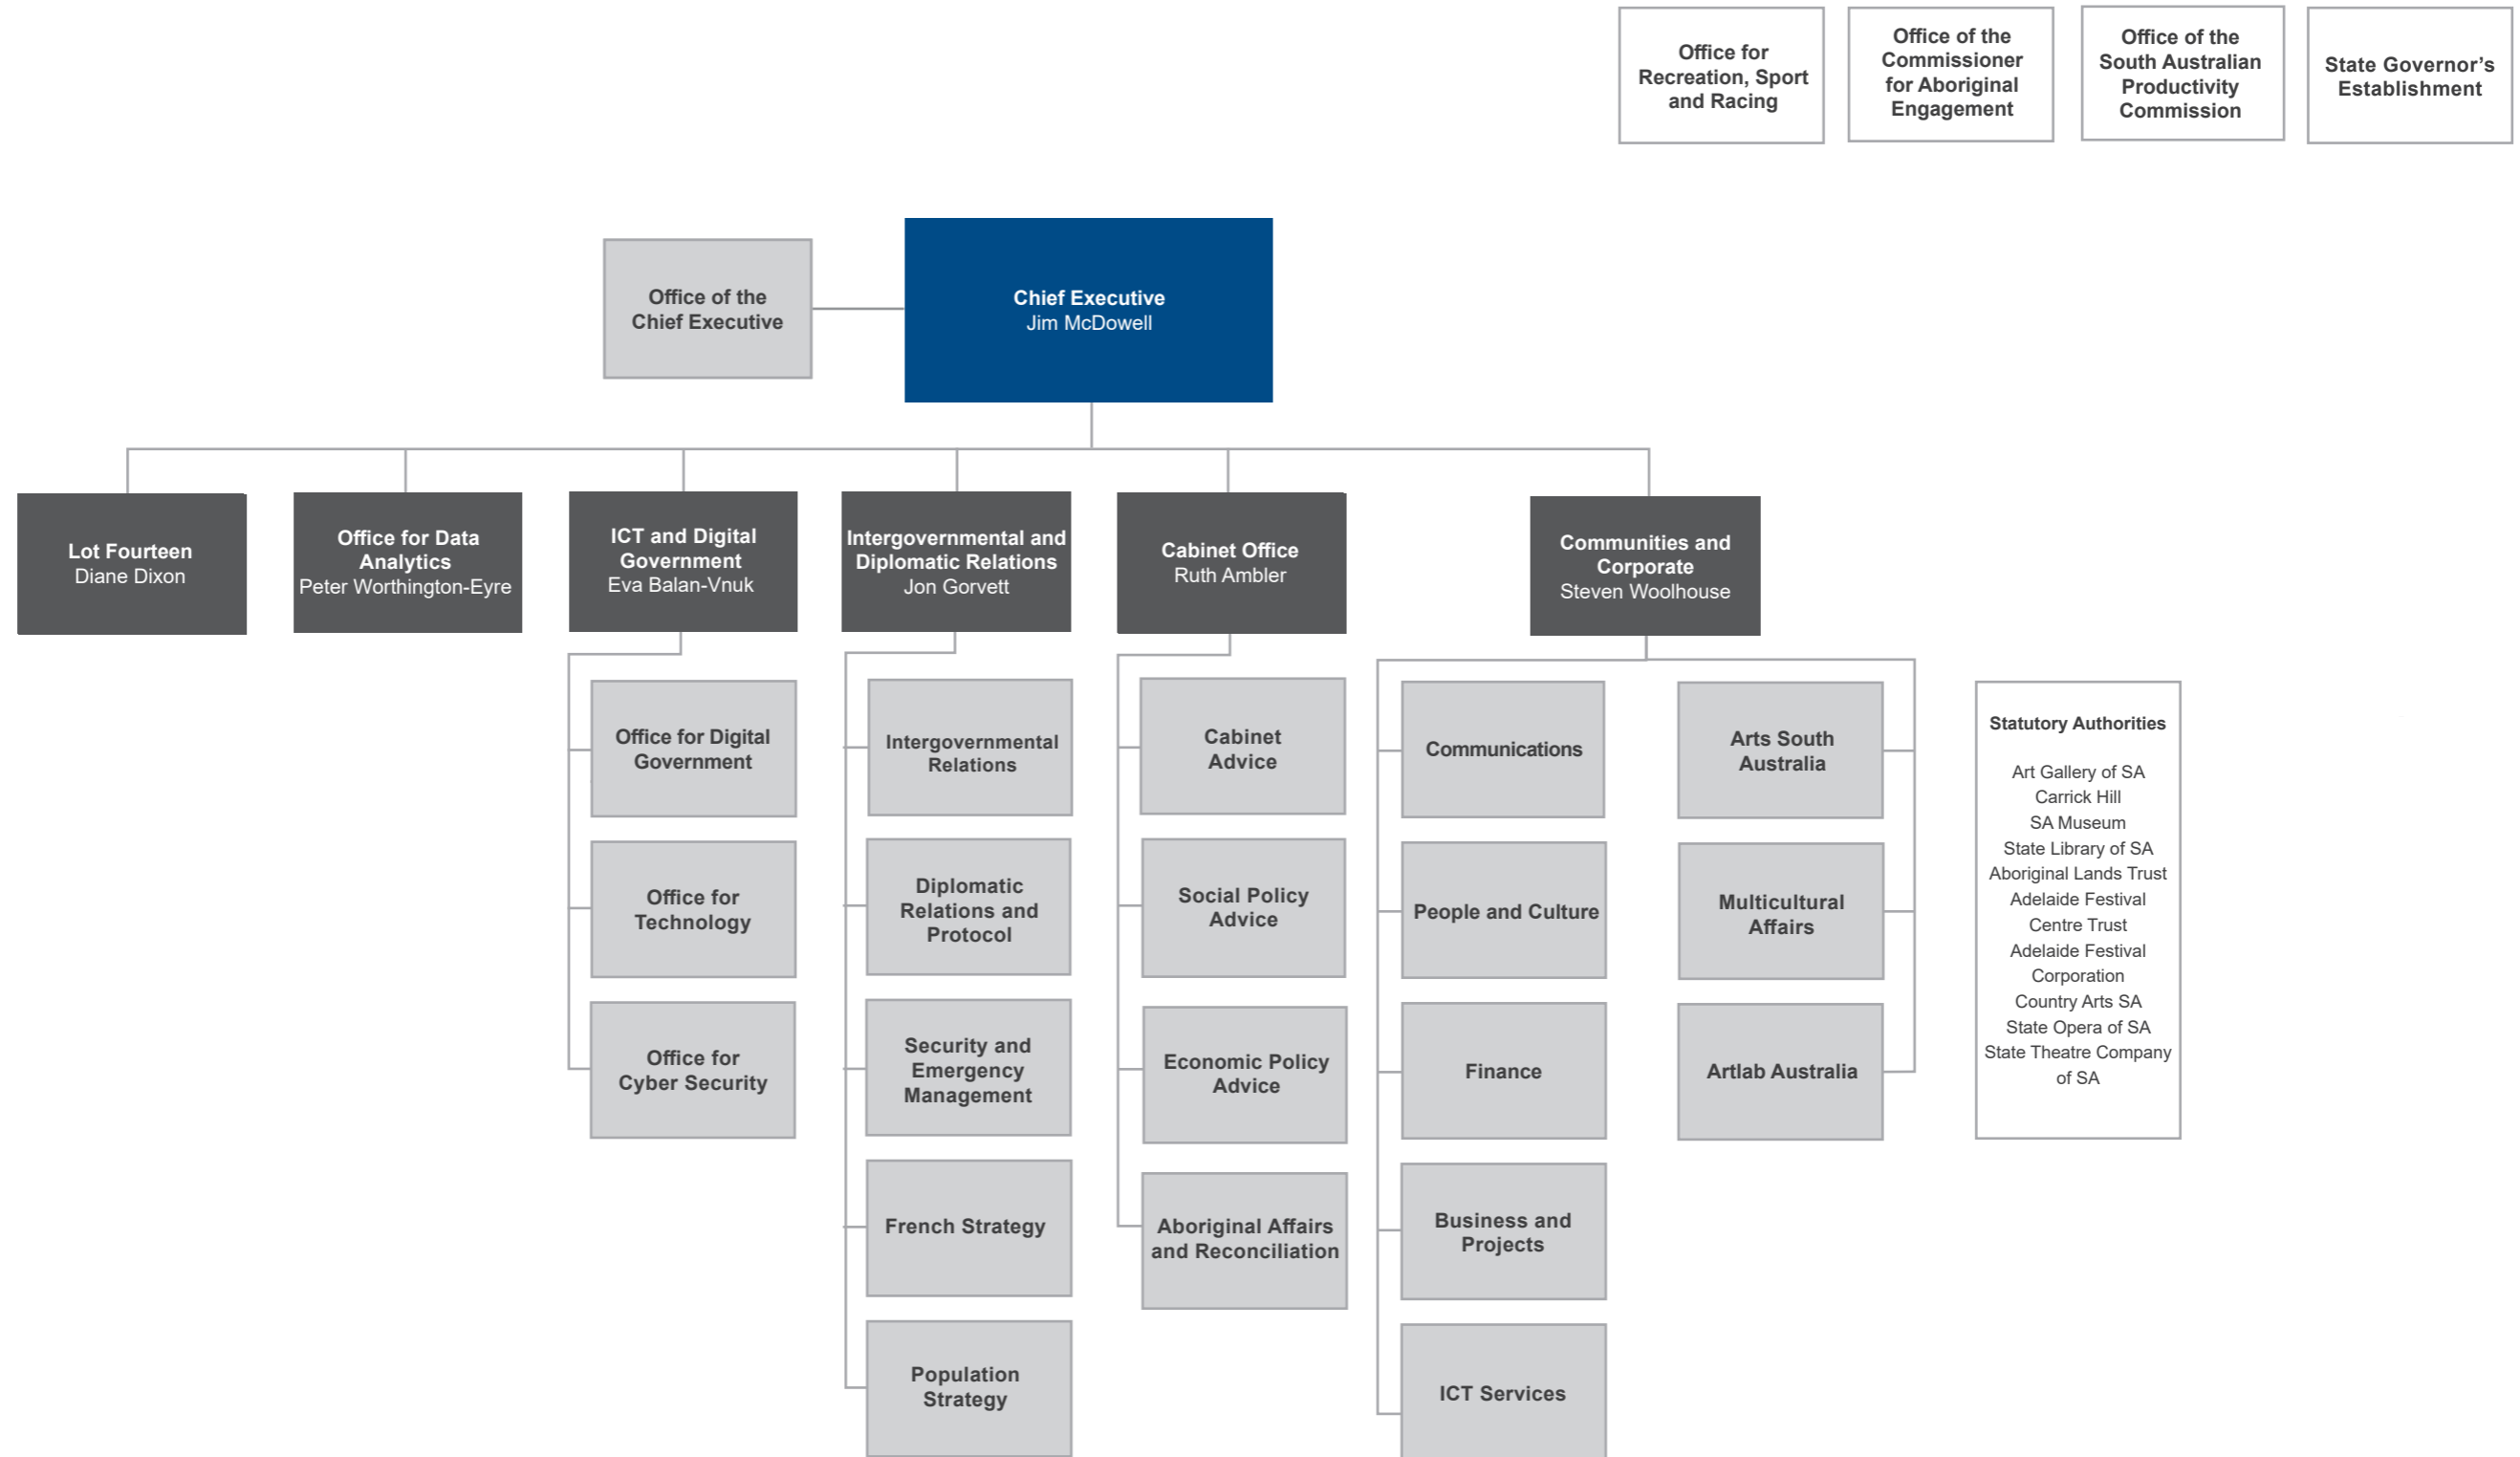 Office for
Recreation, Sport
and Racing
Office of the
Commissioner
for Aboriginal
Engagement
Office of the
South Australian
Productivity
Commission
State Governor’s
Establishment
Office of the
Chief Executive
Chief Executive
Jim McDowell
Lot Fourteen
Diane Dixon
Office for Data
Analytics
Peter Worthington-Eyre
ICT and Digital
Government
Eva Balan-Vnuk
Intergovernmental and
Diplomatic Relations
Jon Gorvett
Cabinet Office
Ruth Ambler
Communities and
Corporate
Steven Woolhouse
Office for Digital
Government
Office for
Technology
Office for
Cyber Security
Intergovernmental
Relations
Diplomatic
Relations and
Protocol
Security and
Emergency
Management
French Strategy
Population
Strategy
Cabinet
Advice
Social Policy
Advice
Economic Policy
Advice
Aboriginal Affairs
and Reconciliation
Communications
People and Culture
Finance
Business and
Projects
ICT Services
Arts South
Australia
Multicultural
Affairs
Artlab Australia
Statutory Authorities
Art Gallery of SA
Carrick Hill
SA Museum
State Library of SA
Aboriginal Lands Trust
Adelaide Festival
Centre Trust
Adelaide Festival
Corporation
Country Arts SA
State Opera of SA
State Theatre Company
of SA